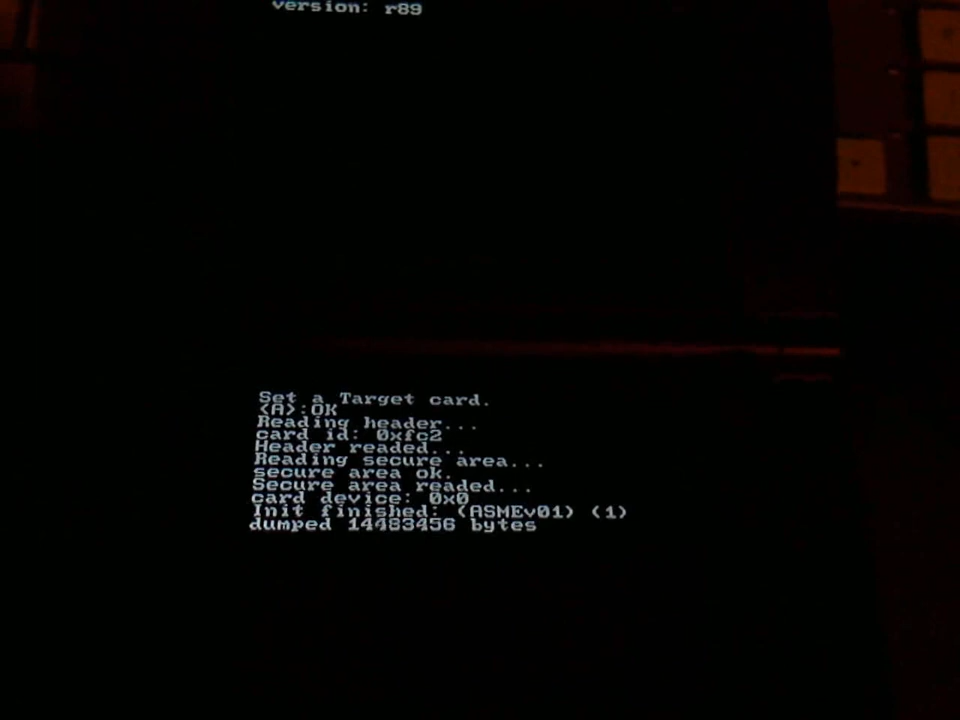 version: r89
Set a Target card.
<A>:OK
Reading header...
card id: 0xfc2
Header readed...
Reading secure area...
secure area ok.
Secure area readed...
card device: 0x0
Init finished: (ASMEv01) (1)
dumped 14483456 bytes